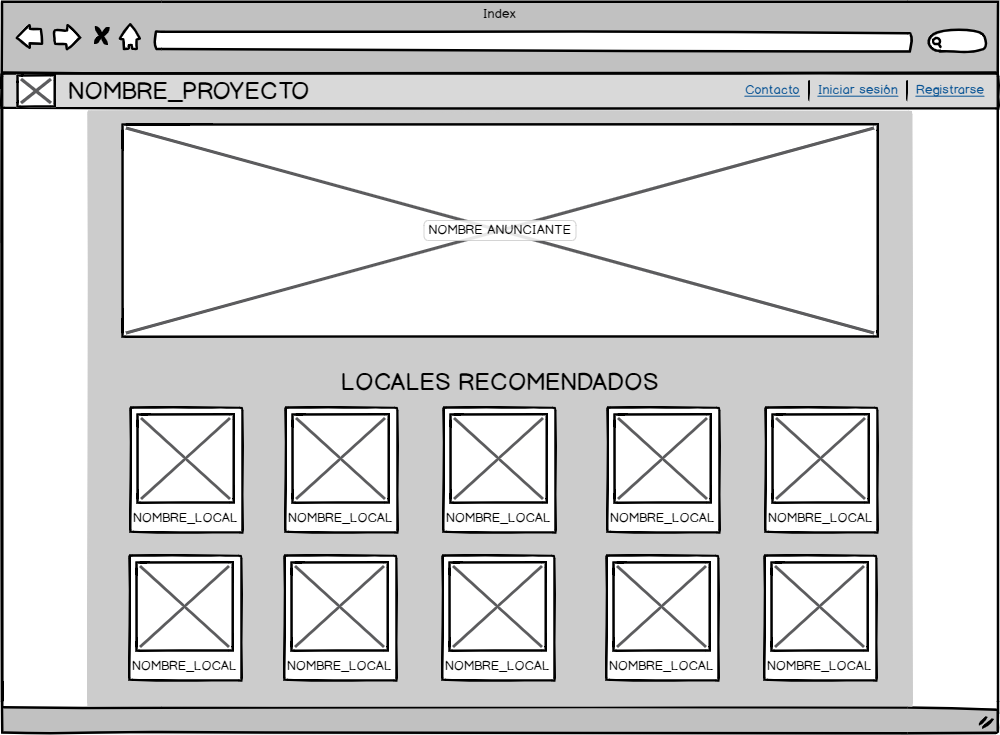 Index
NOMBRE_PROYECTO
Contacto
Iniciar sesión
Registrarse
NOMBRE ANUNCIANTE
LOCALES RECOMENDADOS
NOMBRE_LOCAL
NOMBRE_LOCAL
NOMBRE_LOCAL
NOMBRE_LOCAL
NOMBRE_LOCAL
NOMBRE_LOCAL
NOMBRE_LOCAL
NOMBRE_LOCAL
NOMBRE_LOCAL
NOMBRE_LOCAL